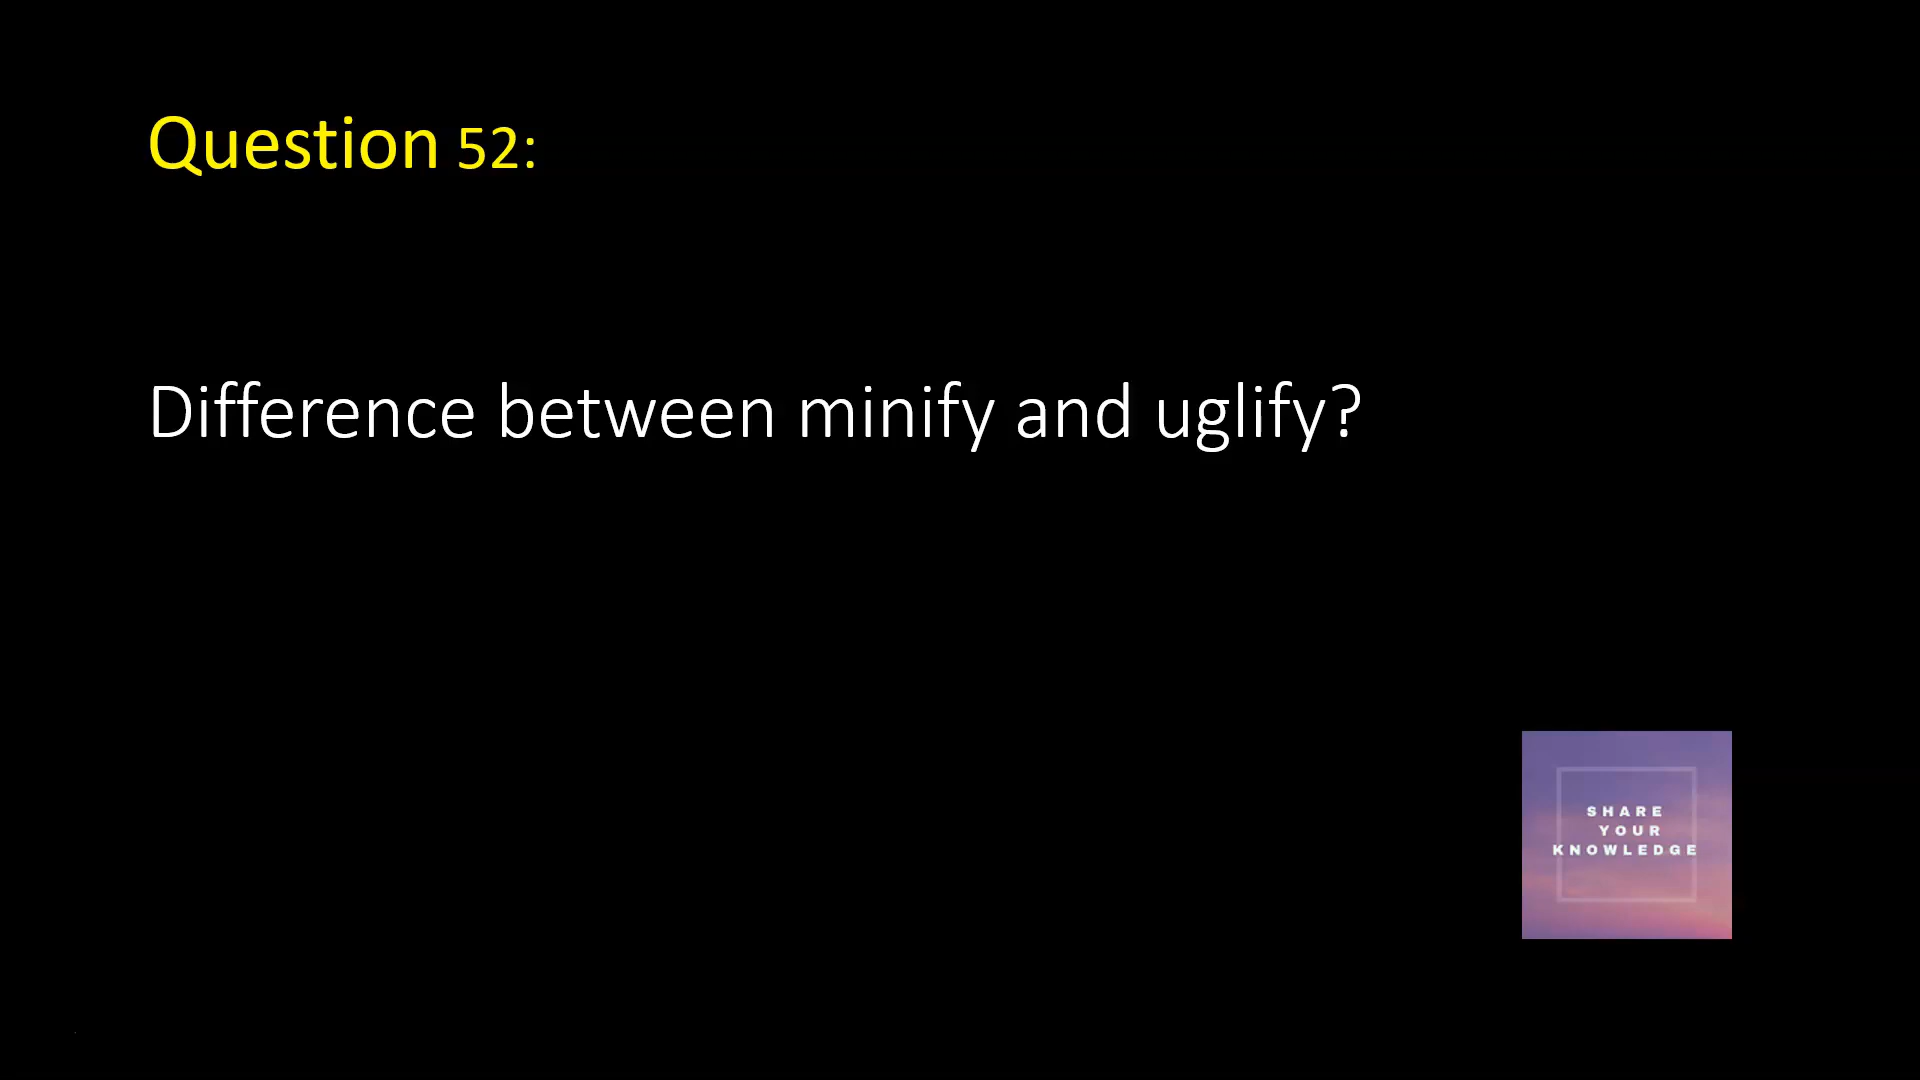 Question 52:
Difference between minify and uglify?
SHARE
YOUR
KNOWLEDGE